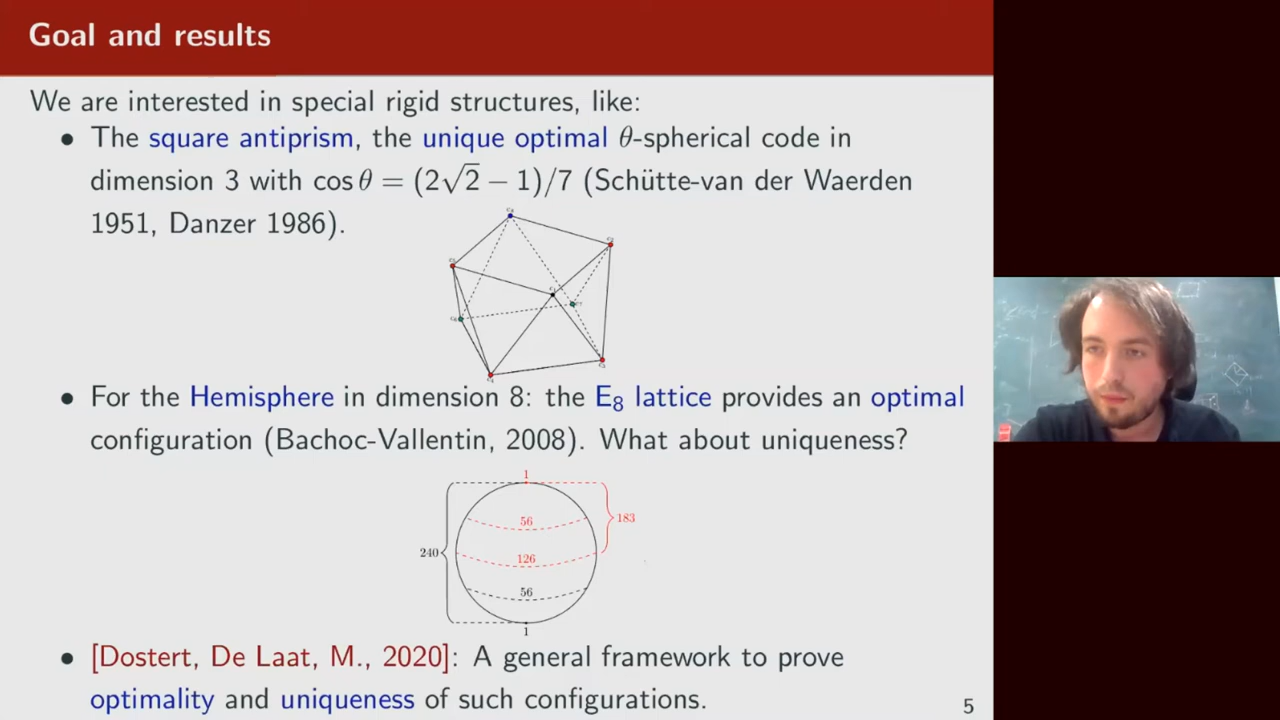 Goal and results
We are interested in special rigid structures, like:
• The square antiprism, the unique optimal θ-spherical code in
dimension 3 with cos θ = (2√2 − 1)/7 (Schütte-van der Waerden
1951, Danzer 1986).
• For the Hemisphere in dimension 8: the E₈ lattice provides an optimal
configuration (Bachoc-Vallentin, 2008). What about uniqueness?
1
56
183
240
126
56
1
• [Dostert, De Laat, M., 2020]: A general framework to prove
optimality and uniqueness of such configurations.
5